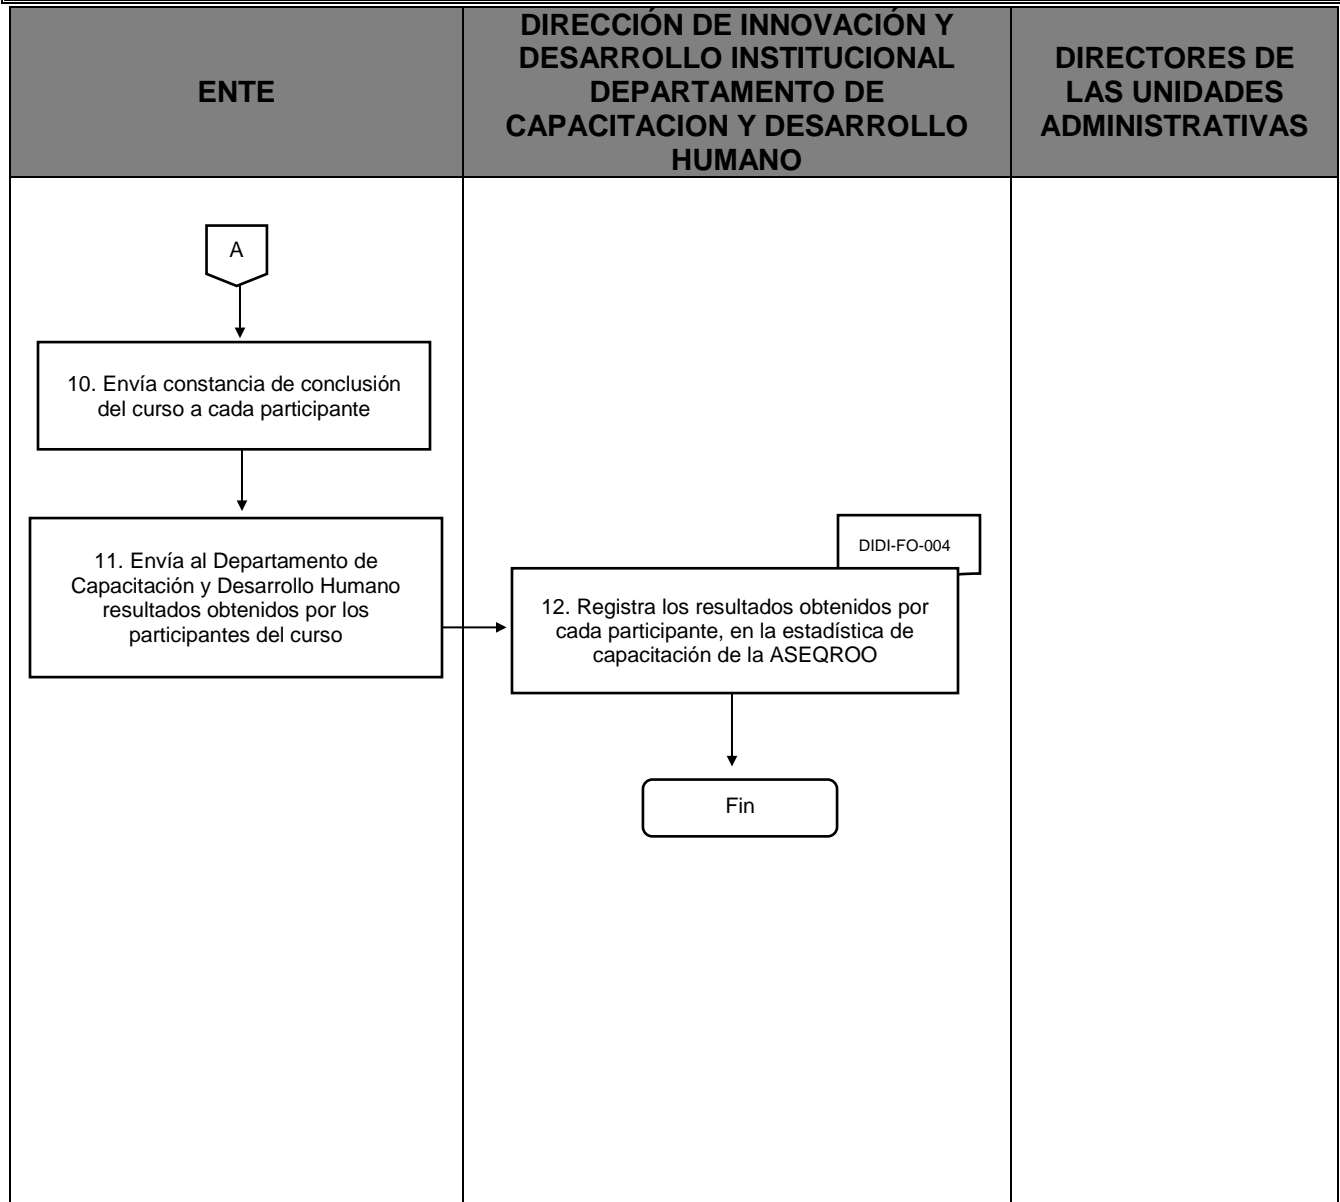 ENTE
DIRECCIÓN DE INNOVACIÓN Y
DESARROLLO INSTITUCIONAL
DEPARTAMENTO DE
CAPACITACION Y DESARROLLO
HUMANO
DIRECTORES DE
LAS UNIDADES
ADMINISTRATIVAS
A
10. Envía constancia de conclusión
del curso a cada participante
11. Envía al Departamento de
Capacitación y Desarrollo Humano
resultados obtenidos por los
participantes del curso
DIDI-FO-004
12. Registra los resultados obtenidos por
cada participante, en la estadística de
capacitación de la ASEQROO
Fin